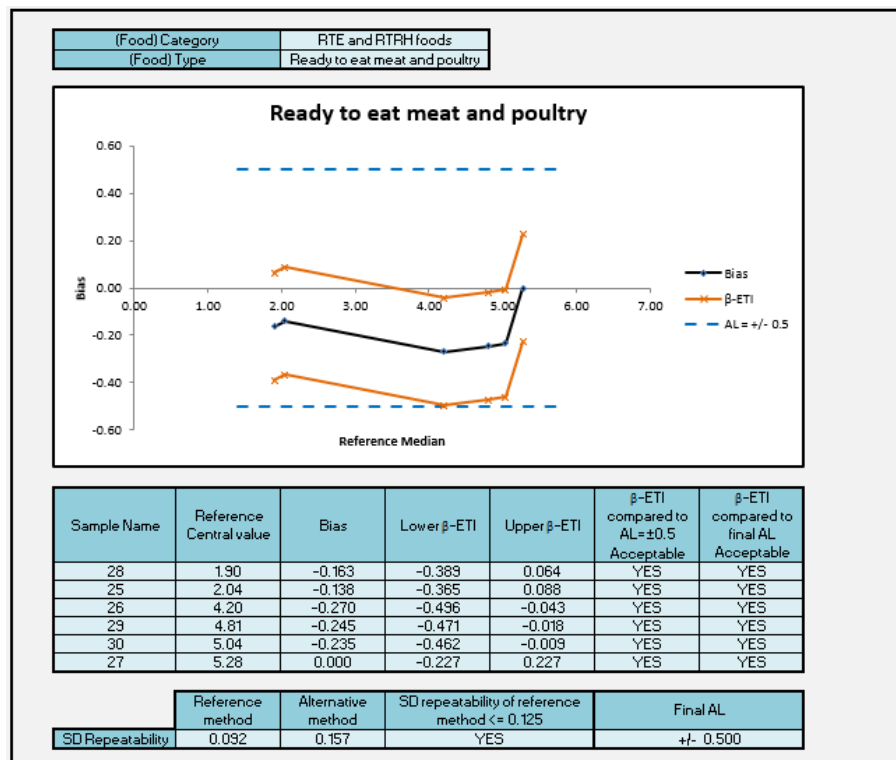 (Food) Category RTE and RTRH foods
(Food) Type Ready to eat meat and poultry
Ready to eat meat and poultry
0.60
0.40
0.20
0.00
0.00 1.00 2.00 3.00 4.00 5.00 6.00 7.00
-0.20
-0.40
-0.60
Bias
Reference Median
Bias
β-ETI
AL = +/- 0.5
Sample Name Reference Central value Bias Lower β-ETI Upper β-ETI β-ETI compared to AL=±0.5 Acceptable β-ETI compared to final AL Acceptable
28 1.90 -0.163 -0.389 0.064 YES YES
25 2.04 -0.138 -0.365 0.088 YES YES
26 4.20 -0.270 -0.496 -0.043 YES YES
29 4.81 -0.245 -0.471 -0.018 YES YES
30 5.04 -0.235 -0.462 -0.009 YES YES
27 5.28 0.000 -0.227 0.227 YES YES
Reference method Alternative method SD repeatability of reference method <= 0.125 Final AL
SD Repeatability 0.092 0.157 YES +/- 0.500